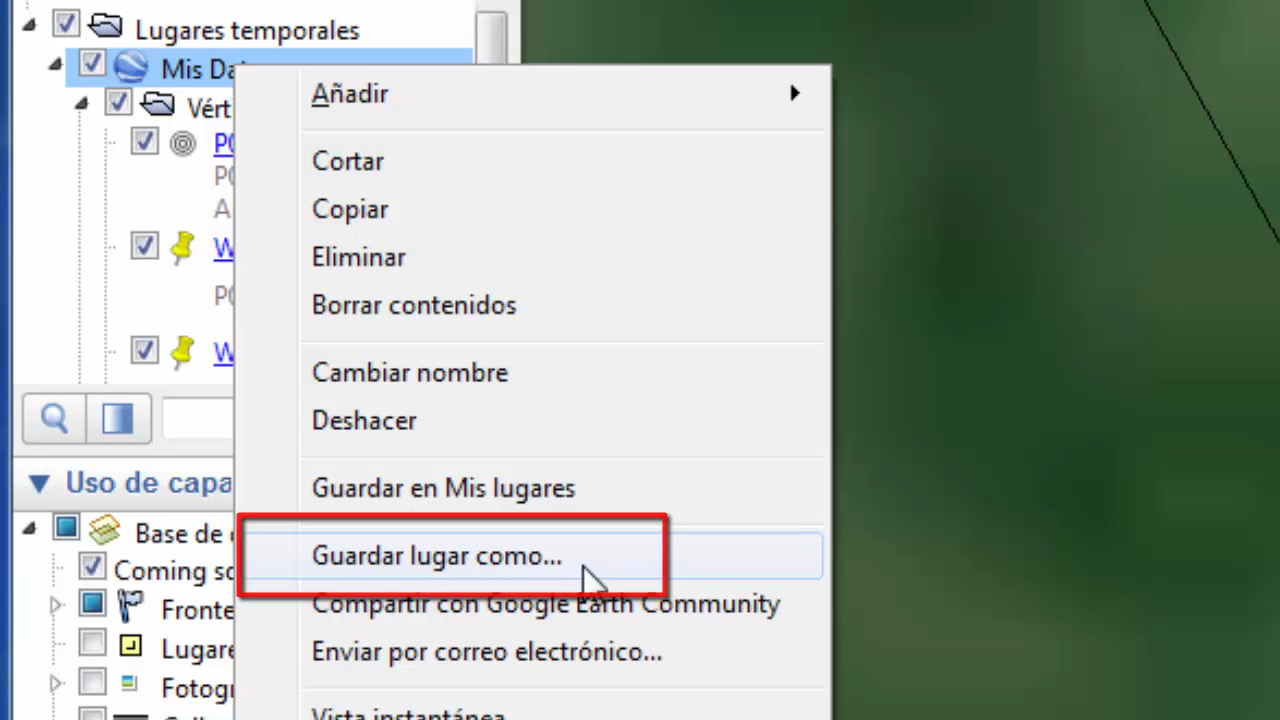 Lugares temporales
Mis Da
Añadir
Vért
Cortar
Copiar
Eliminar
Borrar contenidos
Cambiar nombre
Deshacer
Guardar en Mis lugares
Uso de capa
Guardar lugar como...
Base de
Coming so
Compartir con Google Earth Community
Fronte
Enviar por correo electrónico...
Lugare
Fotogr
Vista instantánea